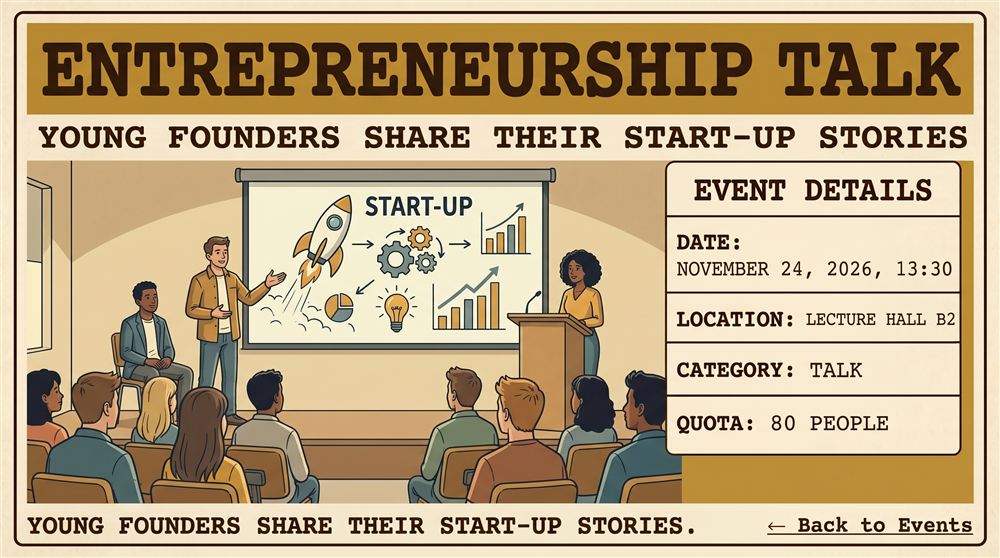 ENTREPRENEURSHIP TALK
YOUNG FOUNDERS SHARE THEIR START-UP STORIES
START-UP
EVENT DETAILS
DATE:
NOVEMBER 24, 2026, 13:30
LOCATION: LECTURE HALL B2
CATEGORY: TALK
QUOTA: 80 PEOPLE
YOUNG FOUNDERS SHARE THEIR START-UP STORIES.
← Back to Events